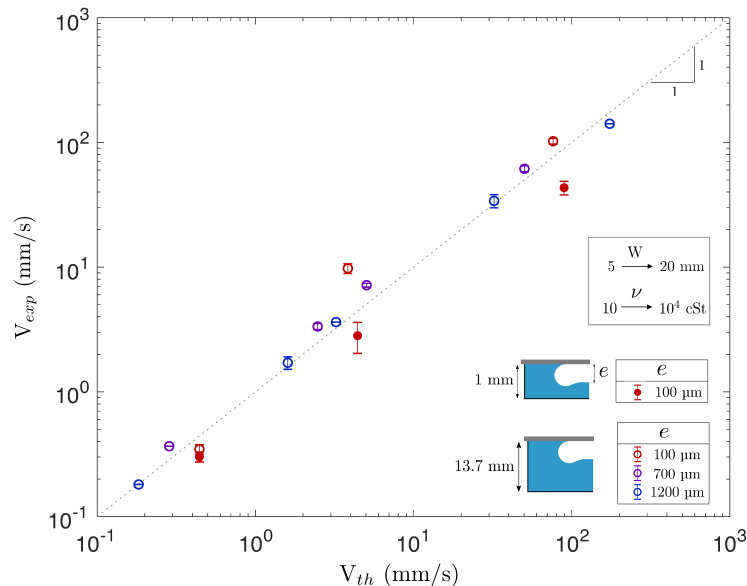 10³
10²
10¹
10⁰
10⁻¹
V_exp (mm/s)
1
1
W
5 → 20 mm
ν
10 → 10⁴ cSt
1 mm
e
e
100 µm
13.7 mm
e
100 µm
700 µm
1200 µm
10⁻¹ 10⁰ 10¹ 10² 10³
V_th (mm/s)